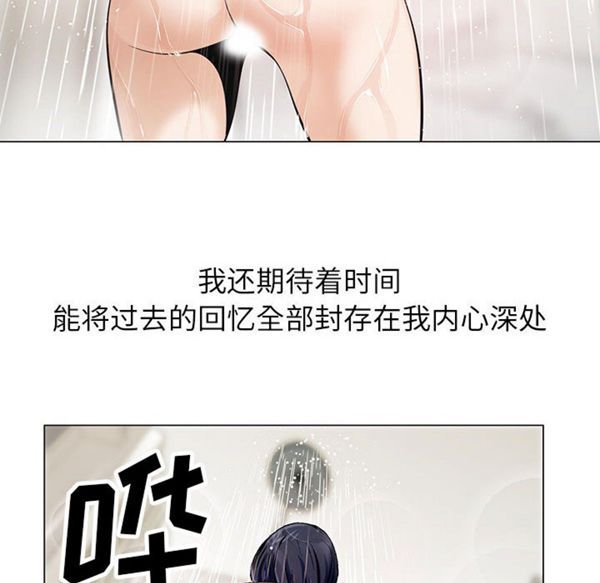 我还期待着时间
能将过去的回忆全部封存在我内心深处
哗